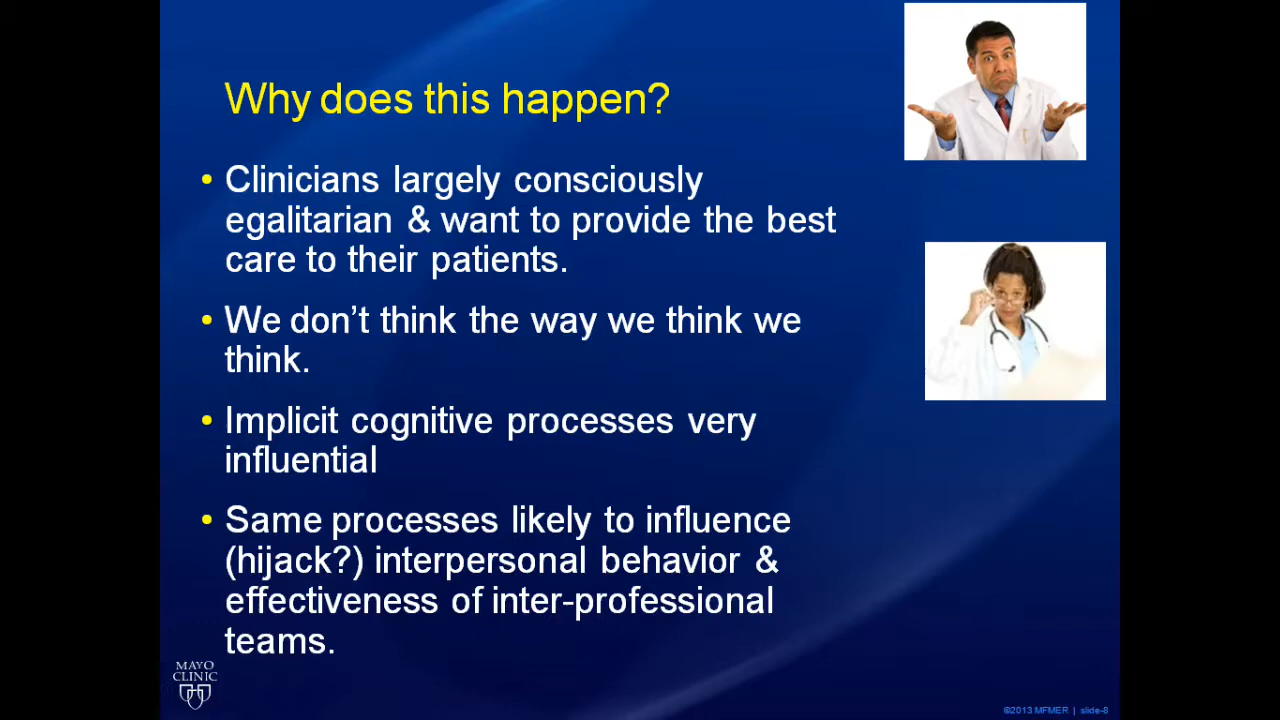 Why does this happen?
• Clinicians largely consciously
egalitarian & want to provide the best
care to their patients.
• We don’t think the way we think we
think.
• Implicit cognitive processes very
influential
• Same processes likely to influence
(hijack?) interpersonal behavior &
effectiveness of inter-professional
teams.
MAYO
CLINIC
©2013 MFMER | slide-8